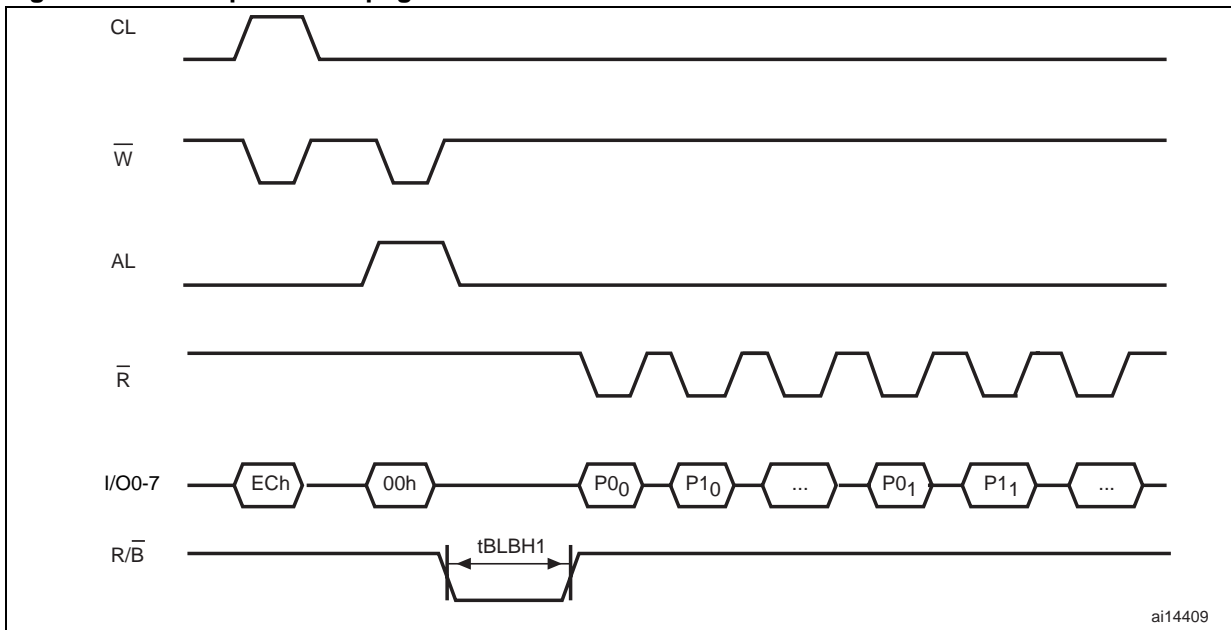 CL
W
AL
R
I/O0-7 ECh 00h P00 P10 ... P01 P11 ...
R/B tBLBH1
ai14409